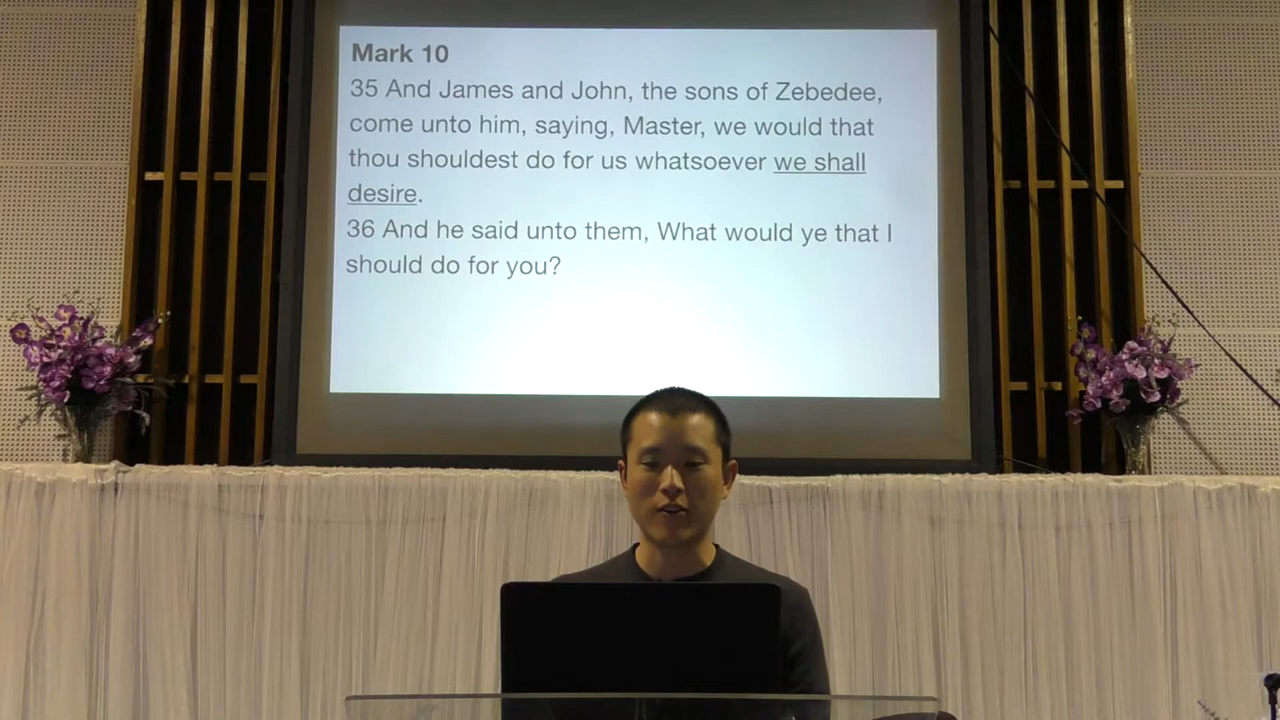 Mark 10
35 And James and John, the sons of Zebedee,
come unto him, saying, Master, we would that
thou shouldest do for us whatsoever we shall
desire.
36 And he said unto them, What would ye that I
should do for you?